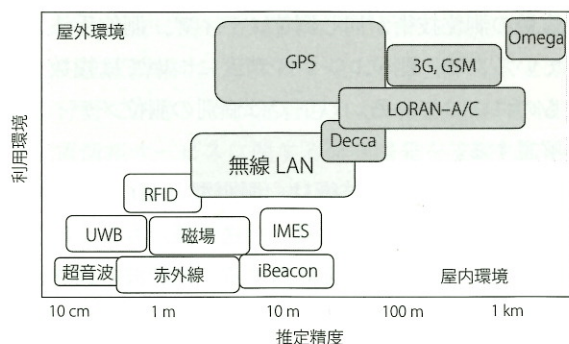 屋外環境
Omega
GPS
3G, GSM
LORAN–A/C
Decca
無線 LAN
RFID
UWB
磁場
IMES
超音波
赤外線
iBeacon
屋内環境
利用環境
10 cm
1 m
10 m
100 m
1 km
推定精度